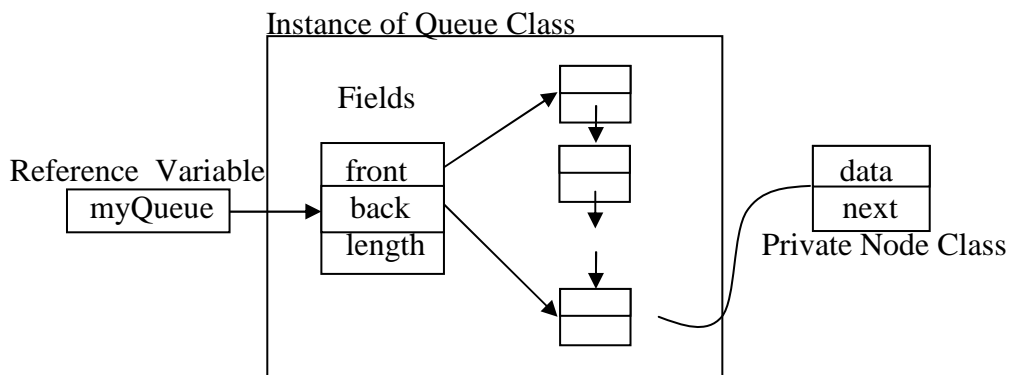 Instance of Queue Class
Fields
Reference Variable
myQueue
front
back
length
data
next
Private Node Class